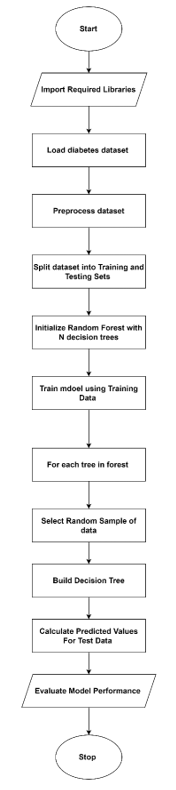 Start
Import Required Libraries
Load diabetes dataset
Preprocess dataset
Split dataset into Training and
Testing Sets
Initialize Random Forest with
N decision trees
Train mdoel using Training
Data
For each tree in forest
Select Random Sample of
data
Build Decision Tree
Calculate Predicted Values
For Test Data
Evaluate Model Performance
Stop